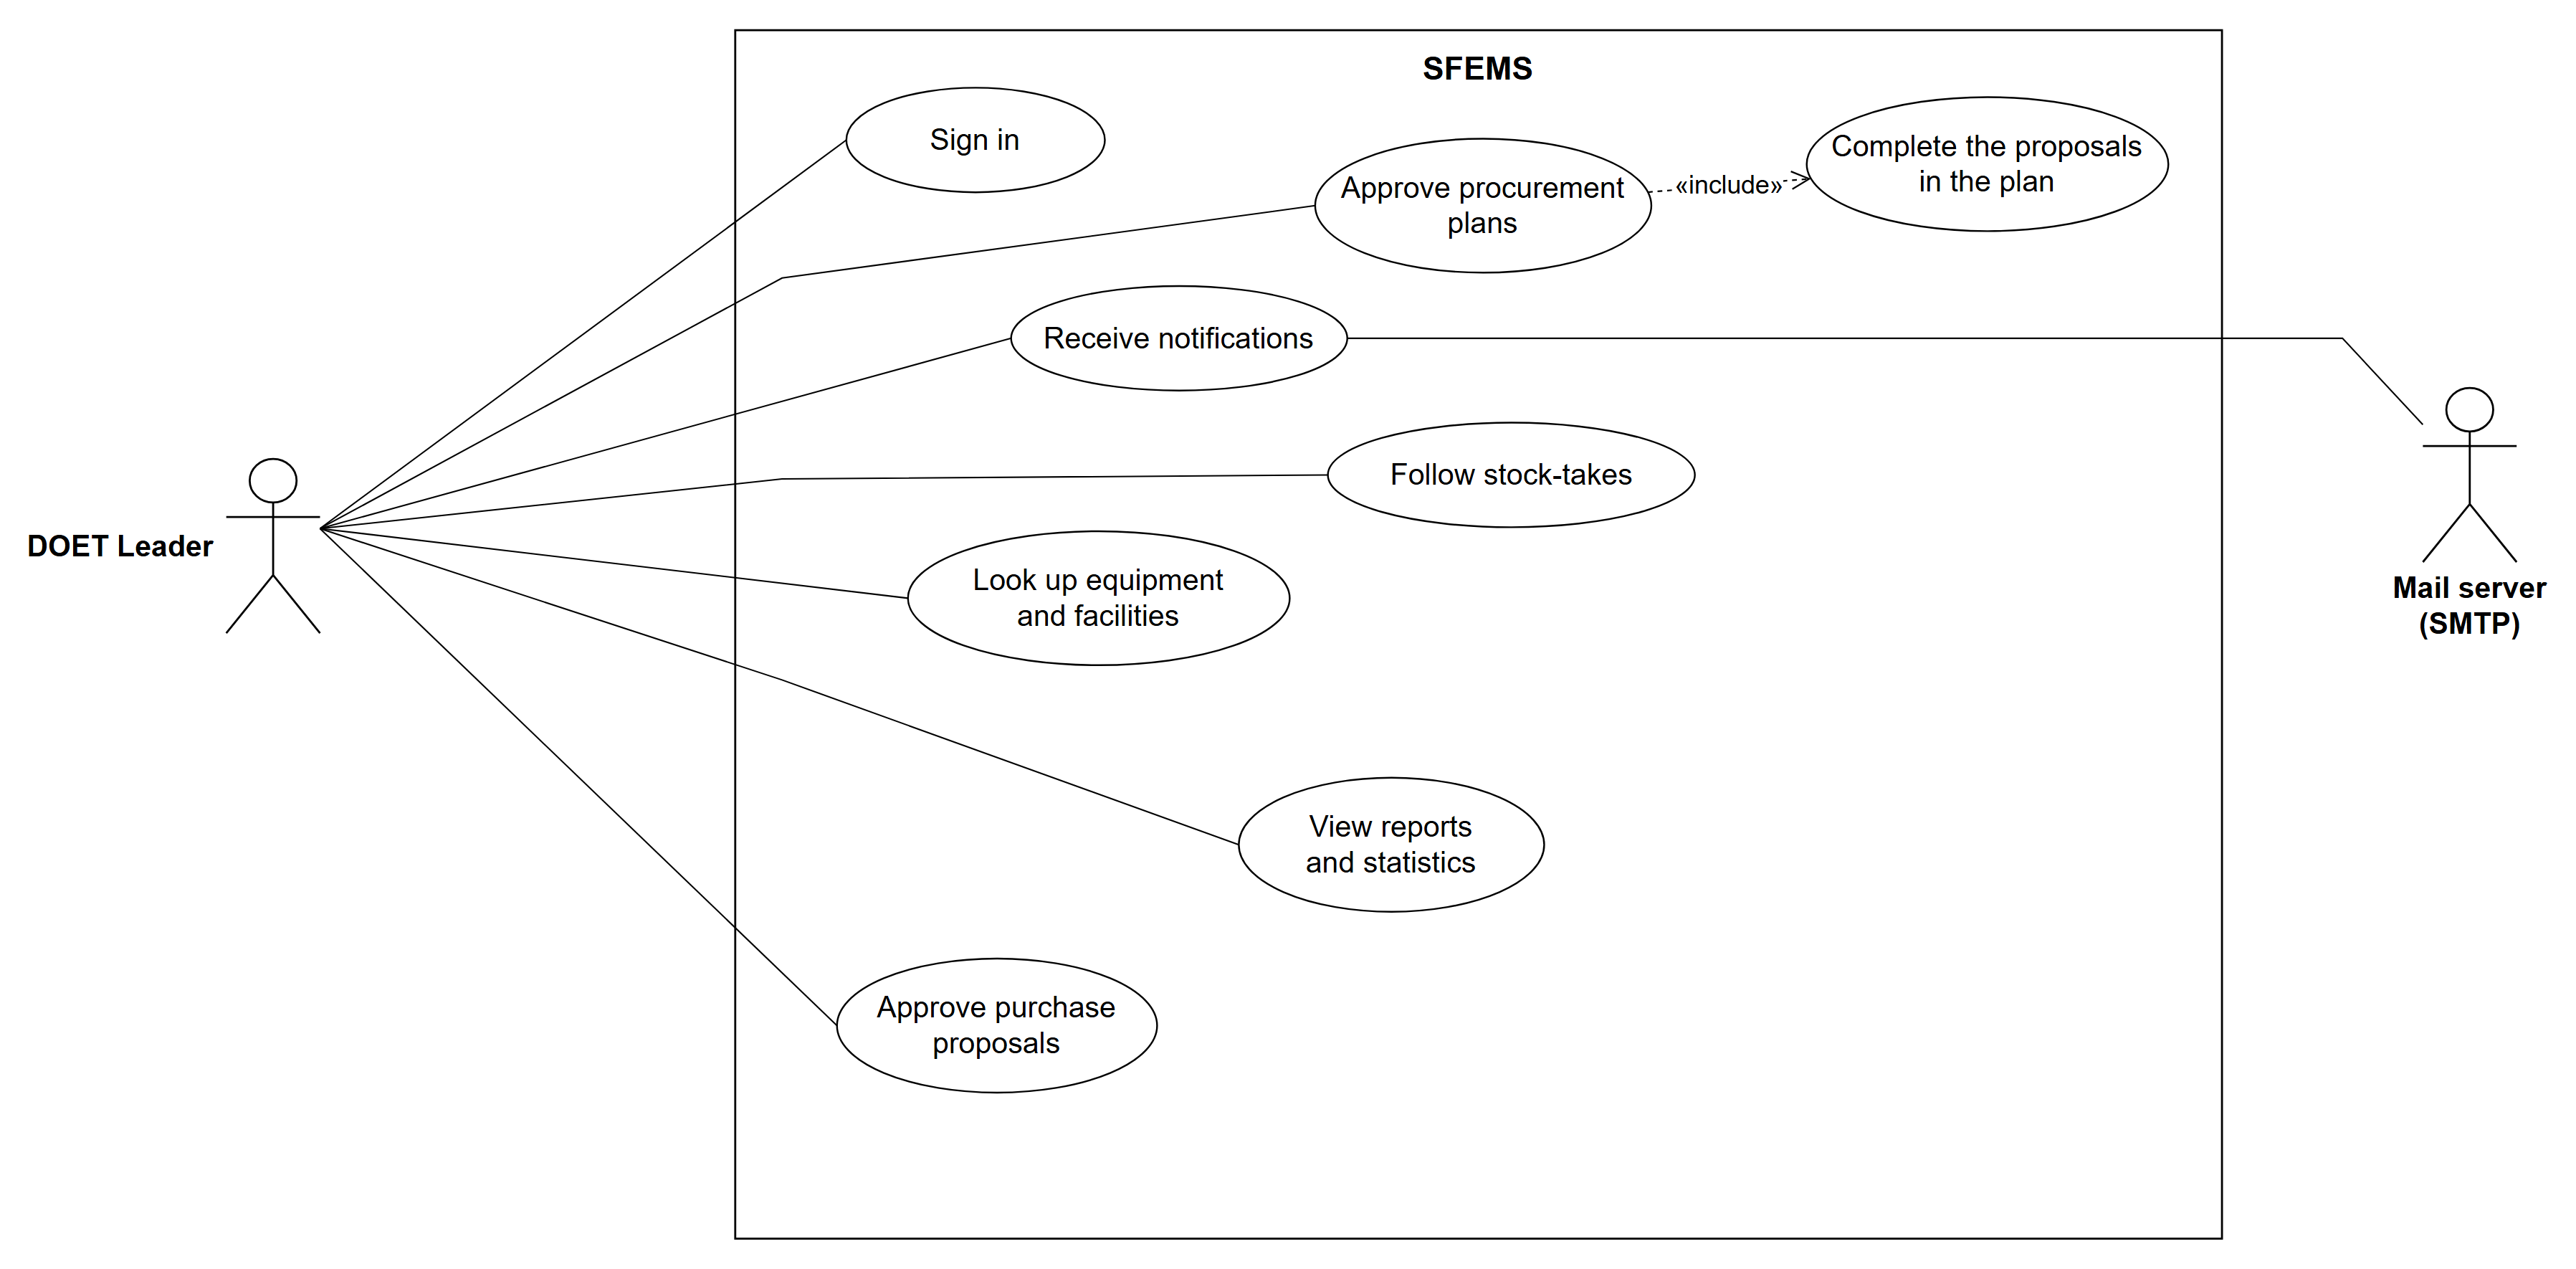 SFEMS
Sign in
Complete the proposals
in the plan
Approve procurement
plans
«include»
Receive notifications
Follow stock-takes
DOET Leader
Look up equipment
and facilities
Mail server
(SMTP)
View reports
and statistics
Approve purchase
proposals